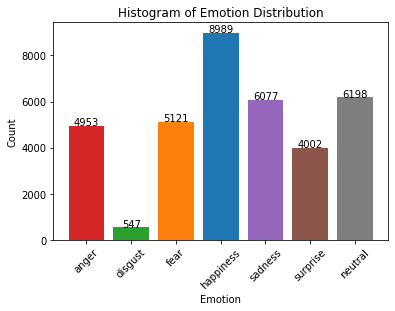 Histogram of Emotion Distribution
8989
8000
6198
6077
6000
5121
4953
4002
4000
2000
547
0
Count
anger
disgust
fear
happiness
sadness
surprise
neutral
Emotion